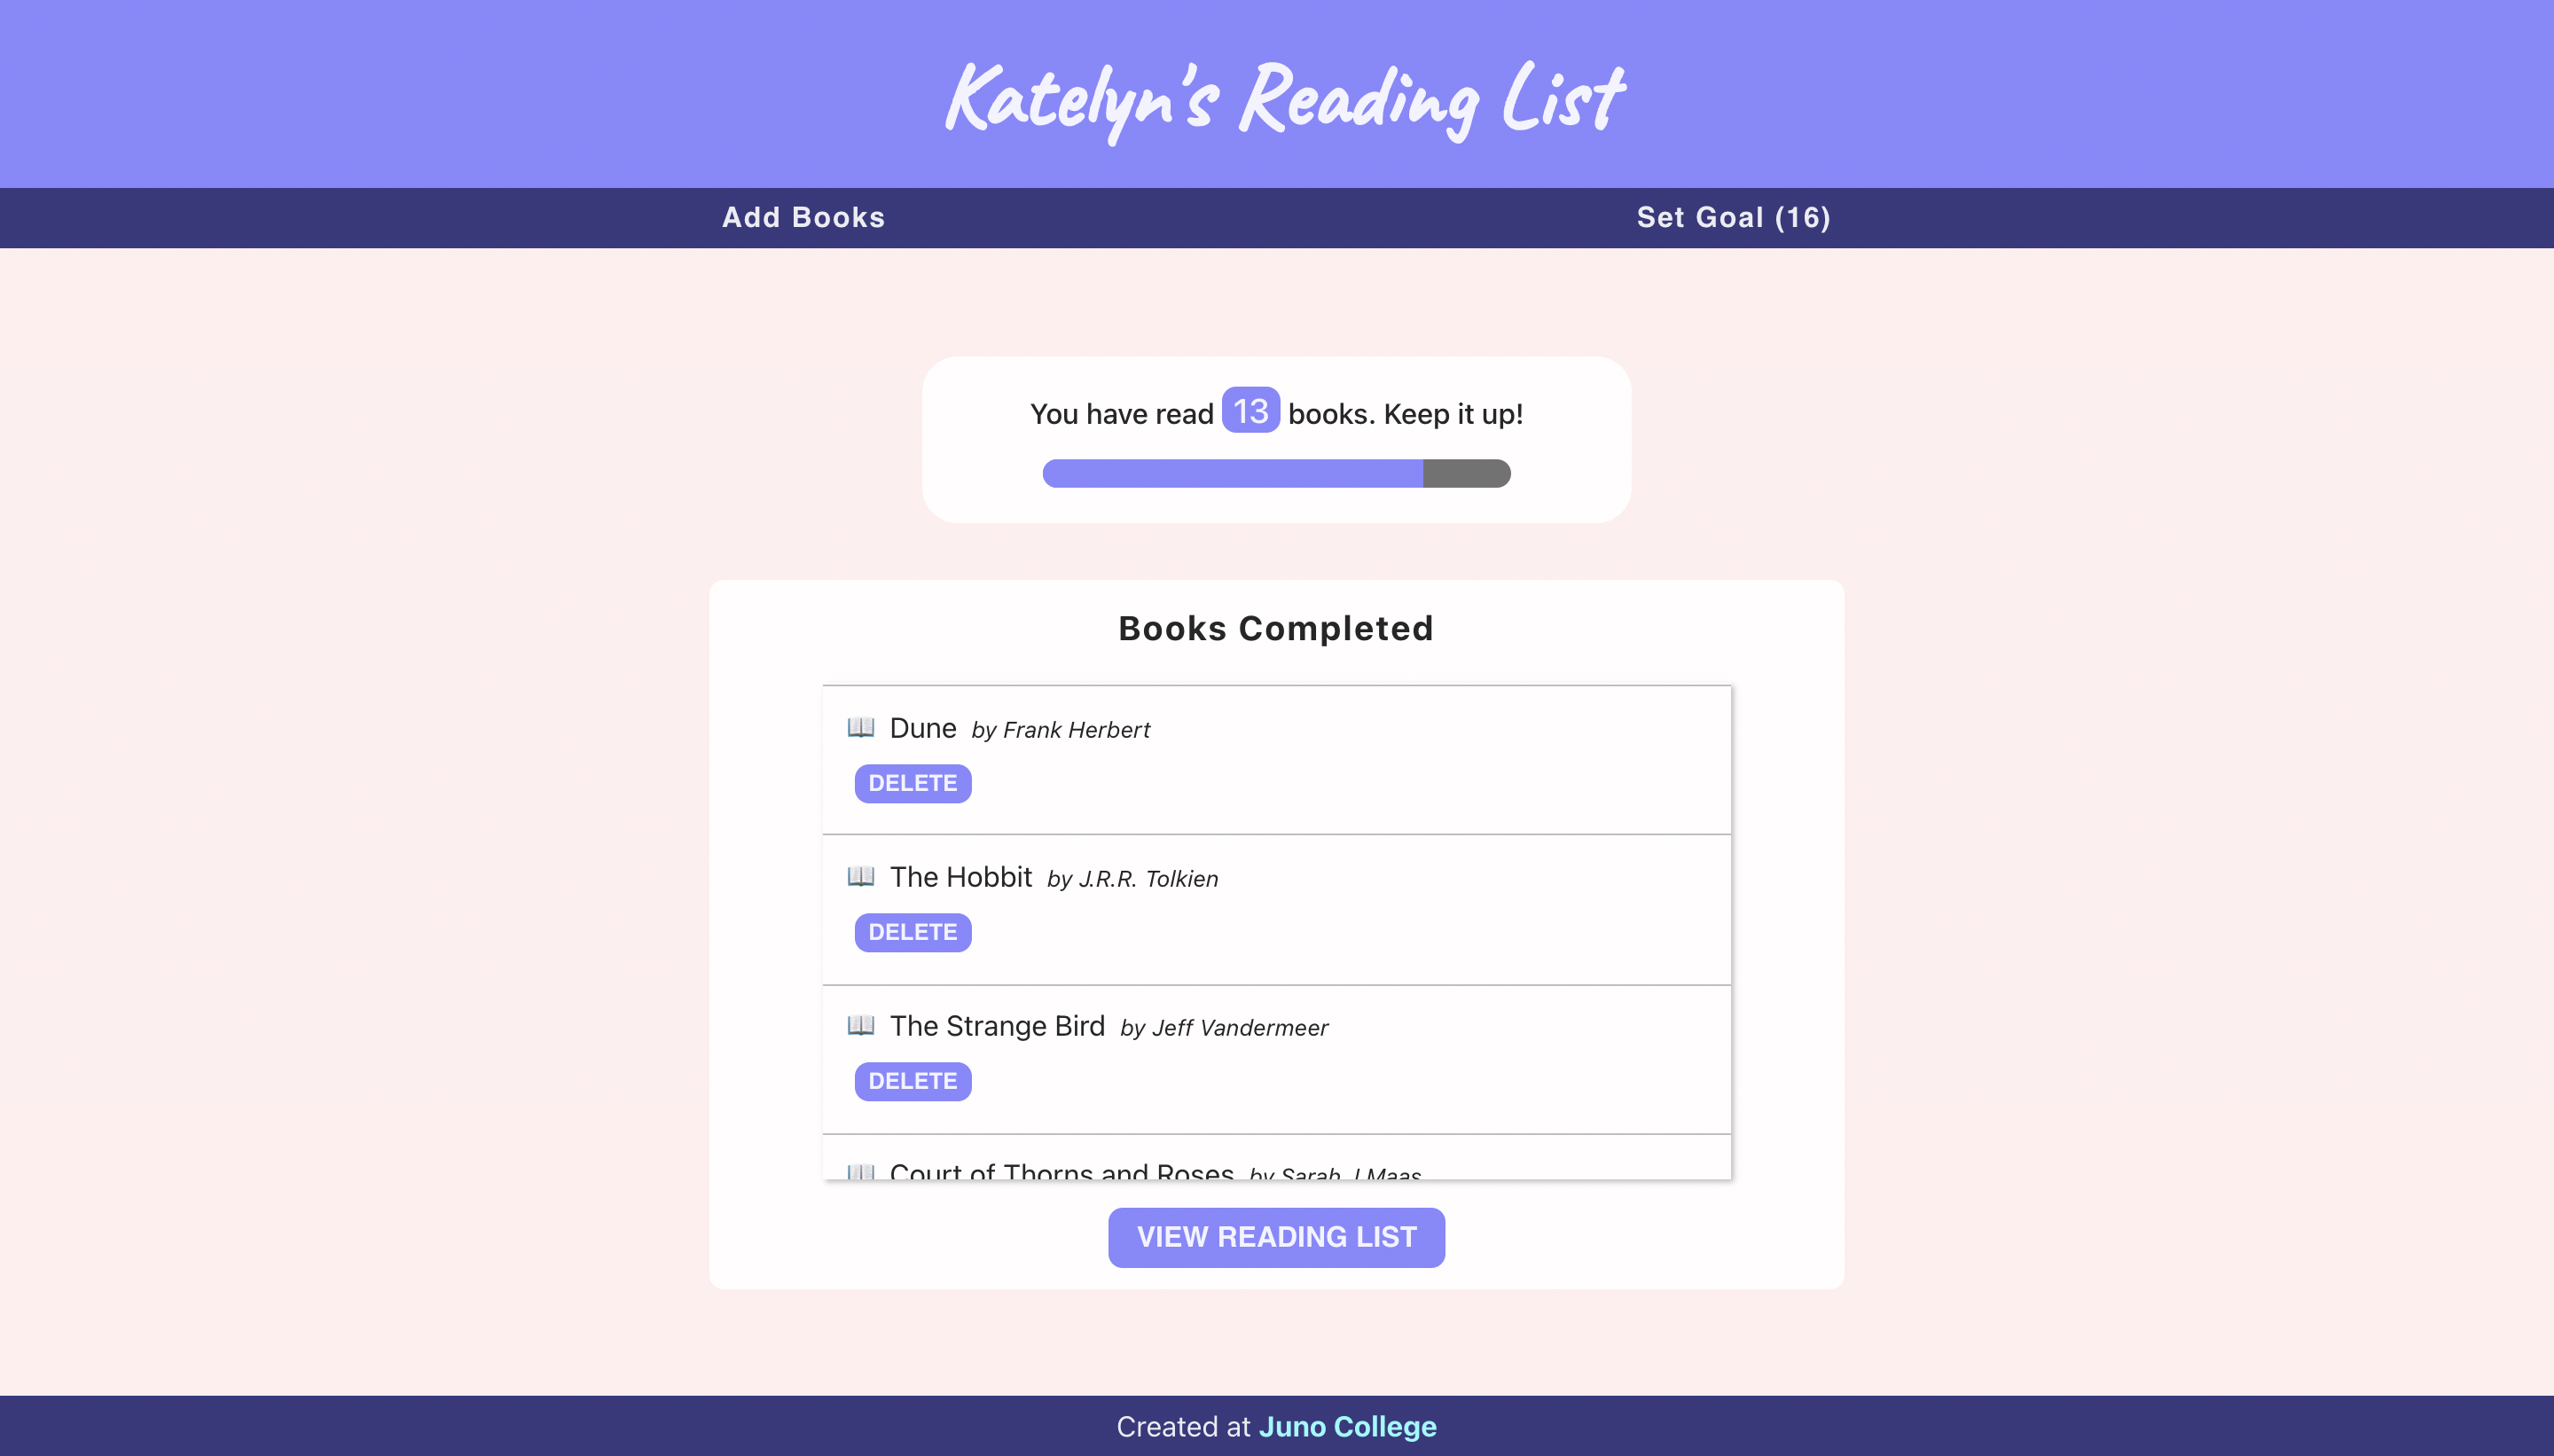 Katelyn's Reading List
Add Books
Set Goal (16)
You have read 13 books. Keep it up!
Books Completed
Dune by Frank Herbert
DELETE
The Hobbit by J.R.R. Tolkien
DELETE
The Strange Bird by Jeff Vandermeer
DELETE
Court of Thorns and Roses by Sarah J Maas
VIEW READING LIST
Created at Juno College